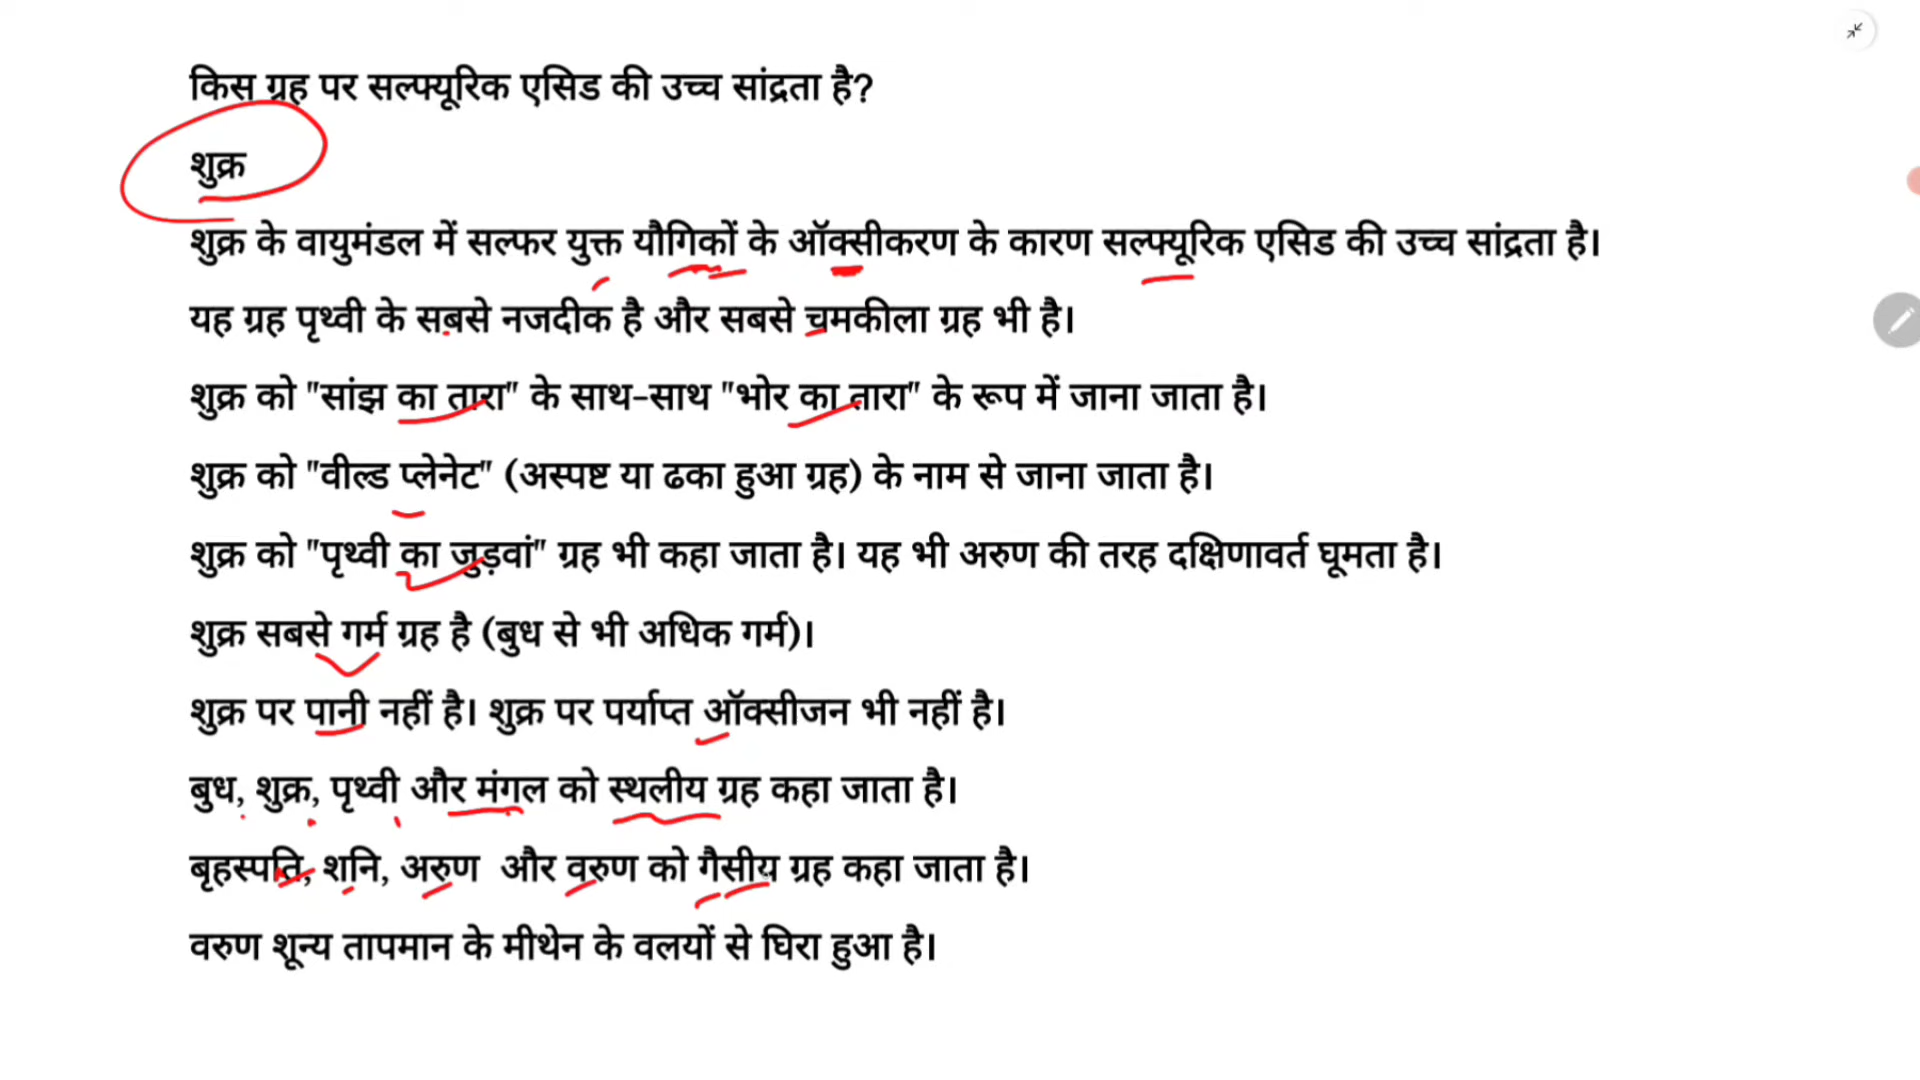 किस ग्रह पर सल्फ्यूरिक एसिड की उच्च सांद्रता है?
शुक्र
शुक्र के वायुमंडल में सल्फर युक्त यौगिकों के ऑक्सीकरण के कारण सल्फ्यूरिक एसिड की उच्च सांद्रता है।
यह ग्रह पृथ्वी के सबसे नजदीक है और सबसे चमकीला ग्रह भी है।
शुक्र को "सांझ का तारा" के साथ-साथ "भोर का तारा" के रूप में जाना जाता है।
शुक्र को "वील्ड प्लेनेट" (अस्पष्ट या ढका हुआ ग्रह) के नाम से जाना जाता है।
शुक्र को "पृथ्वी का जुड़वां" ग्रह भी कहा जाता है। यह भी अरुण की तरह दक्षिणावर्त घूमता है।
शुक्र सबसे गर्म ग्रह है (बुध से भी अधिक गर्म)।
शुक्र पर पानी नहीं है। शुक्र पर पर्याप्त ऑक्सीजन भी नहीं है।
बुध, शुक्र, पृथ्वी और मंगल को स्थलीय ग्रह कहा जाता है।
बृहस्पति, शनि, अरुण और वरुण को गैसीय ग्रह कहा जाता है।
वरुण शून्य तापमान के मीथेन के वलयों से घिरा हुआ है।